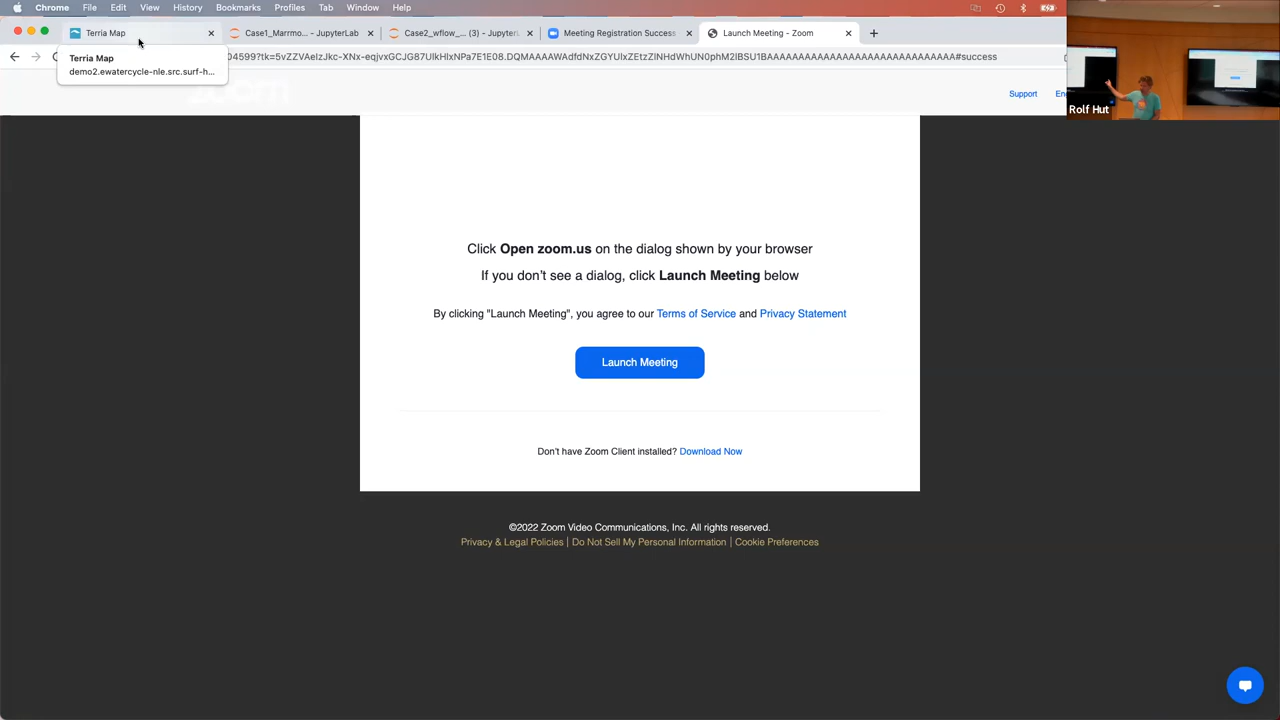 Chrome File Edit View History Bookmarks Profiles Tab Window Help
Terria Map
Case1_Marrmo... - JupyterLab
Case2_wflow_... (3) - JupyterL
Meeting Registration Success
Launch Meeting - Zoom
Terria Map
demo2.ewatercycle-nle.src.surf-h...
Support
Rolf Hut
Click Open zoom.us on the dialog shown by your browser
If you don't see a dialog, click Launch Meeting below
By clicking "Launch Meeting", you agree to our Terms of Service and Privacy Statement
Launch Meeting
Don't have Zoom Client installed? Download Now
©2022 Zoom Video Communications, Inc. All rights reserved.
Privacy & Legal Policies | Do Not Sell My Personal Information | Cookie Preferences